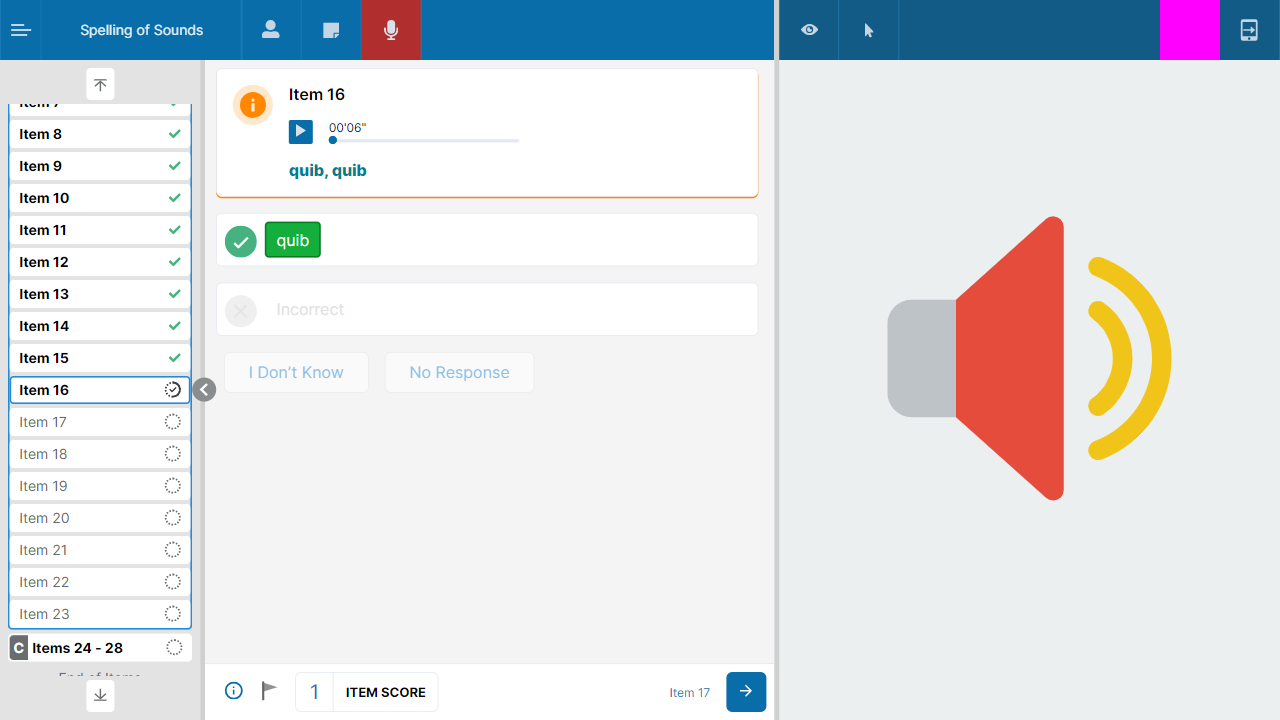 Spelling of Sounds
Item 7
Item 8
Item 9
Item 10
Item 11
Item 12
Item 13
Item 14
Item 15
Item 16
Item 17
Item 18
Item 19
Item 20
Item 21
Item 22
Item 23
C Items 24 - 28
End of Items
Item 16
00'06"
quib, quib
quib
Incorrect
I Don't Know
No Response
1 ITEM SCORE
Item 17